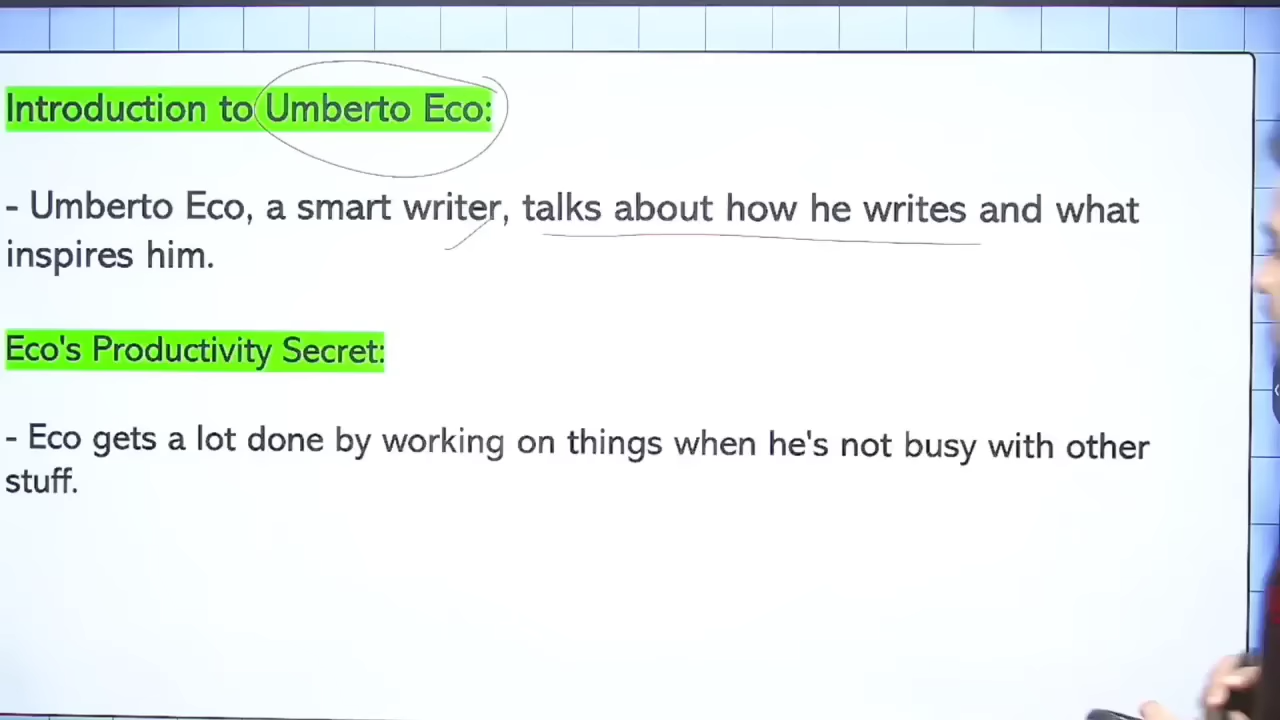 Introduction to Umberto Eco:
- Umberto Eco, a smart writer, talks about how he writes and what
inspires him.
Eco's Productivity Secret:
- Eco gets a lot done by working on things when he's not busy with other
stuff.